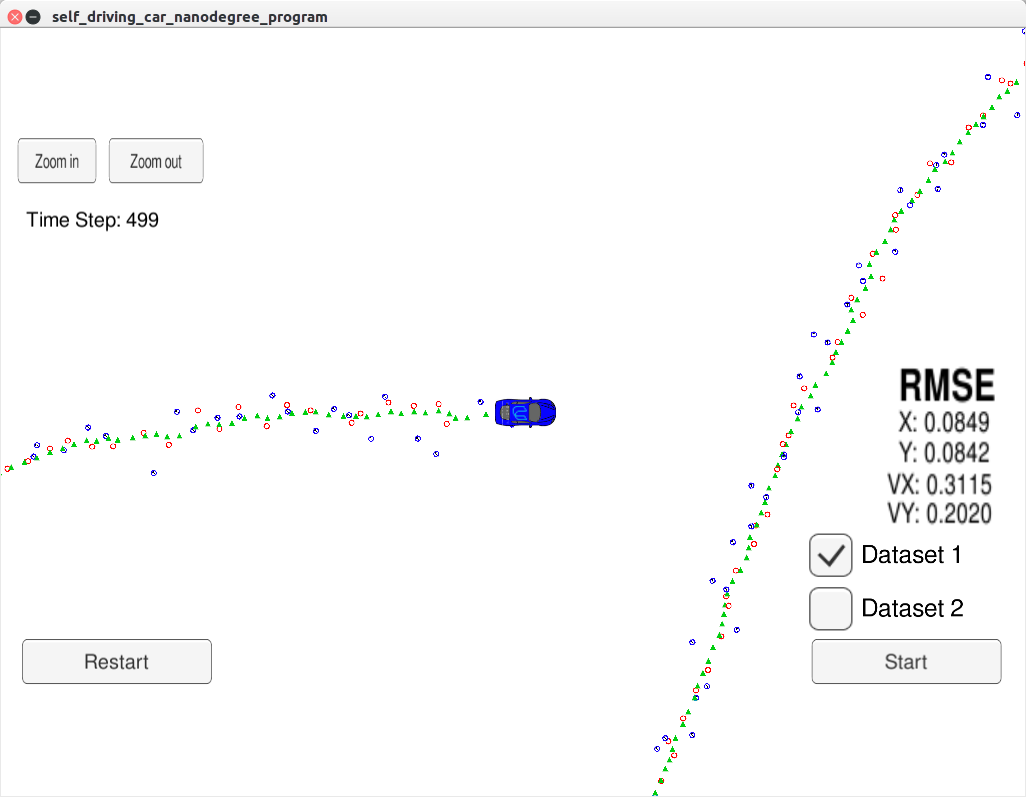 self_driving_car_nanodegree_program
Zoom in
Zoom out
Time Step: 499
RMSE
X: 0.0849
Y: 0.0842
VX: 0.3115
VY: 0.2020
Dataset 1
Dataset 2
Restart
Start